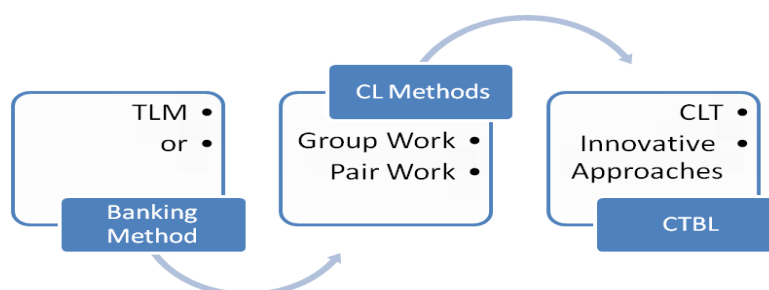 TLM •
or •
Banking
Method
CL Methods
Group Work •
Pair Work •
CLT •
Innovative •
Approaches
CTBL